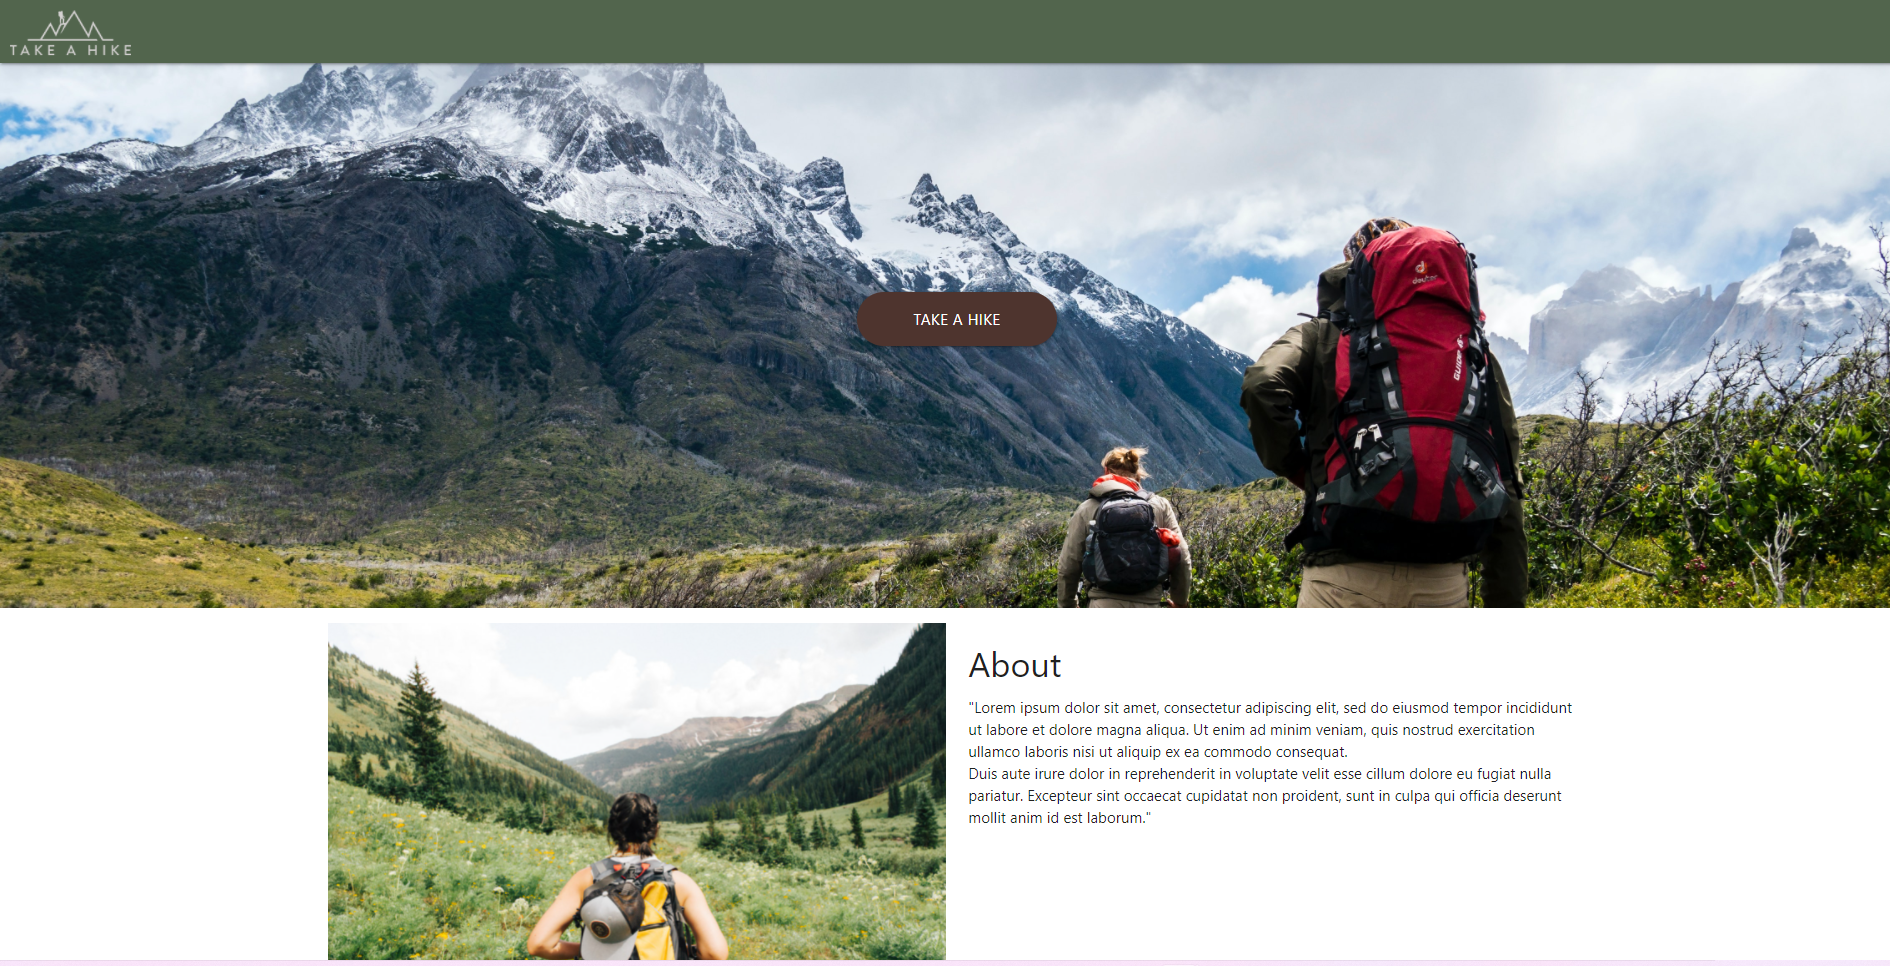 TAKE A HIKE
deuter
GUIDE
TAKE A HIKE
About
"Lorem ipsum dolor sit amet, consectetur adipiscing elit, sed do eiusmod tempor incididunt
ut labore et dolore magna aliqua. Ut enim ad minim veniam, quis nostrud exercitation
ullamco laboris nisi ut aliquip ex ea commodo consequat.
Duis aute irure dolor in reprehenderit in voluptate velit esse cillum dolore eu fugiat nulla
pariatur. Excepteur sint occaecat cupidatat non proident, sunt in culpa qui officia deserunt
mollit anim id est laborum."